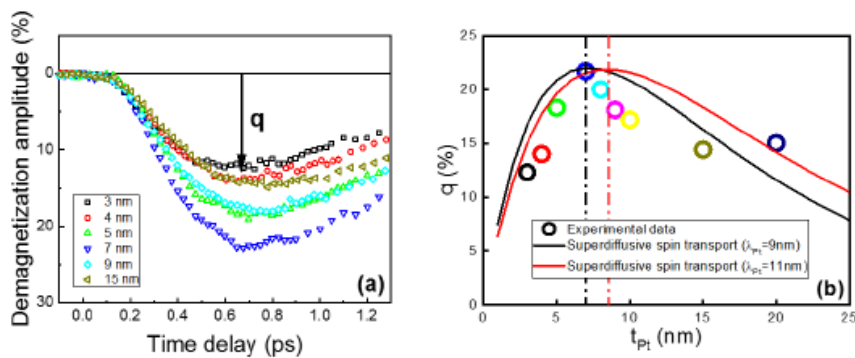 Demagnetization amplitude (%)
0
10
20
30
q
3 nm
4 nm
5 nm
7 nm
9 nm
15 nm
(a)
0.0
0.2
0.4
0.6
0.8
1.0
1.2
Time delay (ps)
q (%)
25
20
15
10
5
0
Experimental data
Superdiffusive spin transport (λPt=9nm)
Superdiffusive spin transport (λPt=11nm)
(b)
0
5
10
15
20
25
tPt (nm)